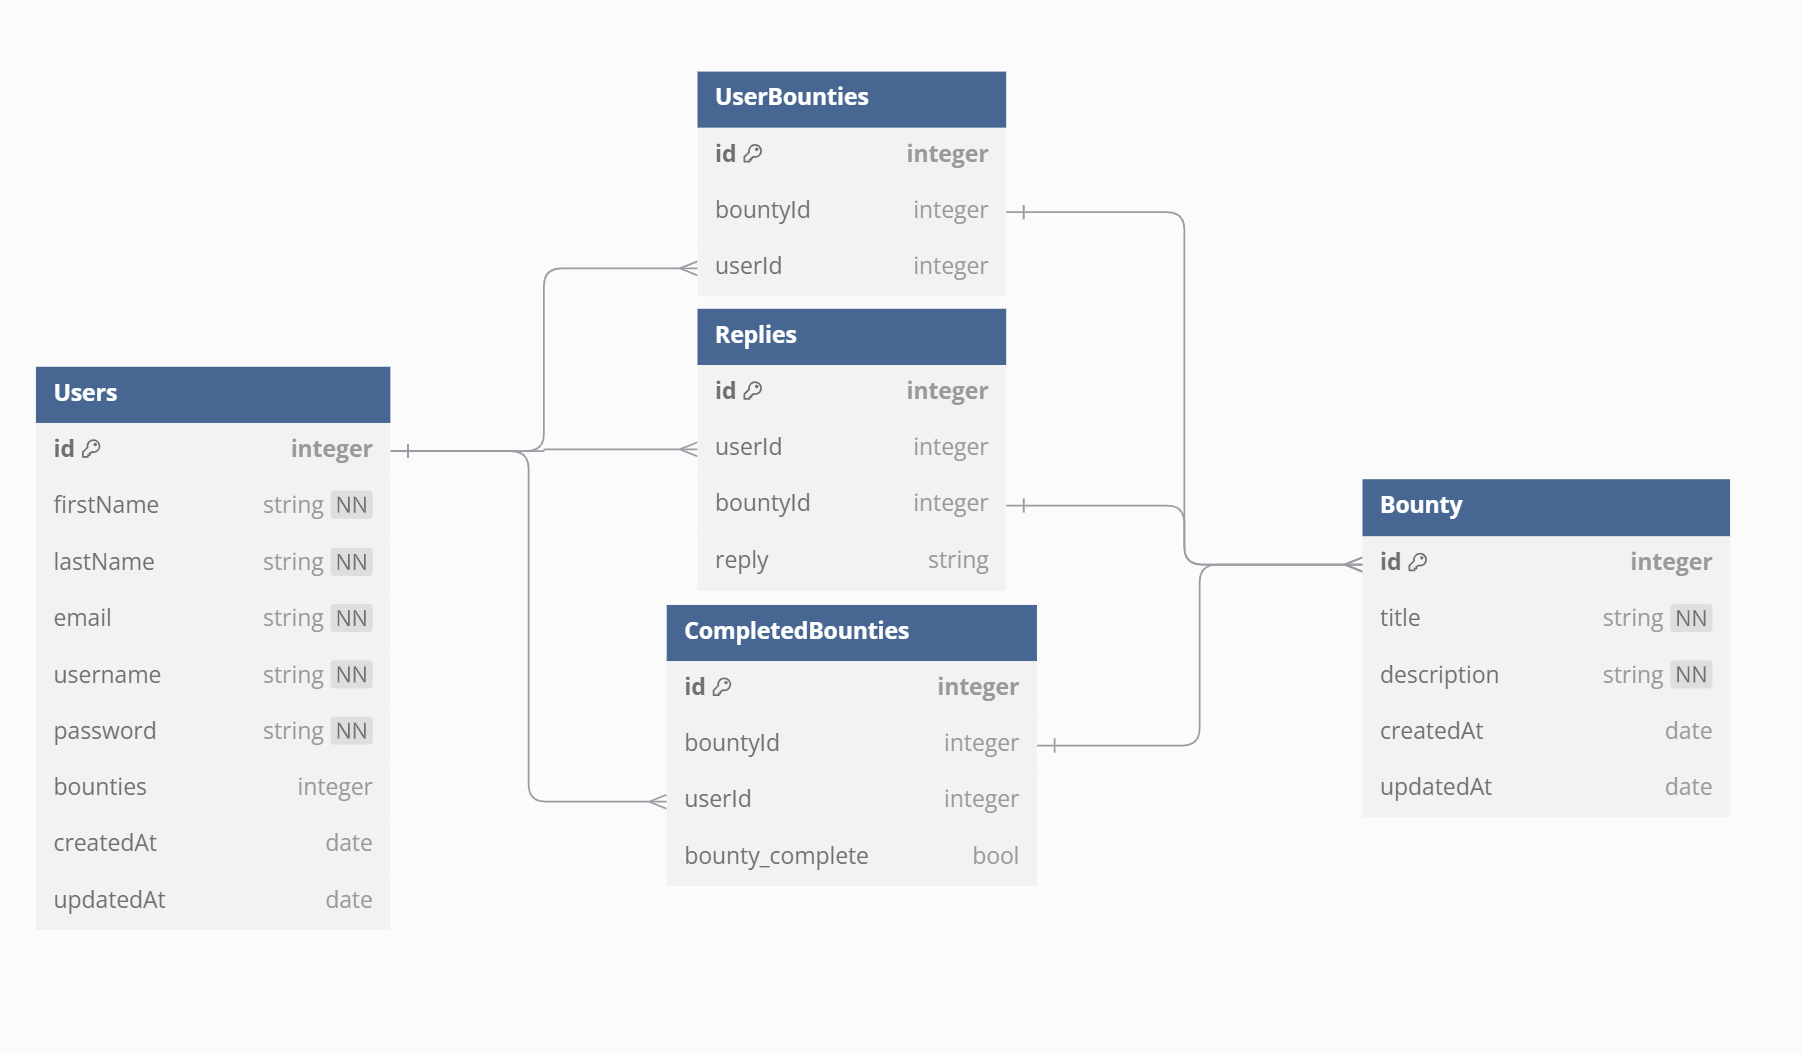 UserBounties
id integer
bountyId integer
userId integer
Replies
id integer
userId integer
bountyId integer
reply string
Users
id integer
firstName string NN
lastName string NN
email string NN
username string NN
password string NN
bounties integer
createdAt date
updatedAt date
CompletedBounties
id integer
bountyId integer
userId integer
bounty_complete bool
Bounty
id integer
title string NN
description string NN
createdAt date
updatedAt date